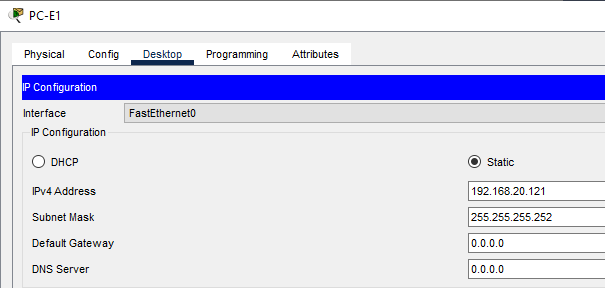 PC-E1
Physical Config Desktop Programming Attributes
IP Configuration
Interface FastEthernet0
IP Configuration
DHCP Static
IPv4 Address 192.168.20.121
Subnet Mask 255.255.255.252
Default Gateway 0.0.0.0
DNS Server 0.0.0.0